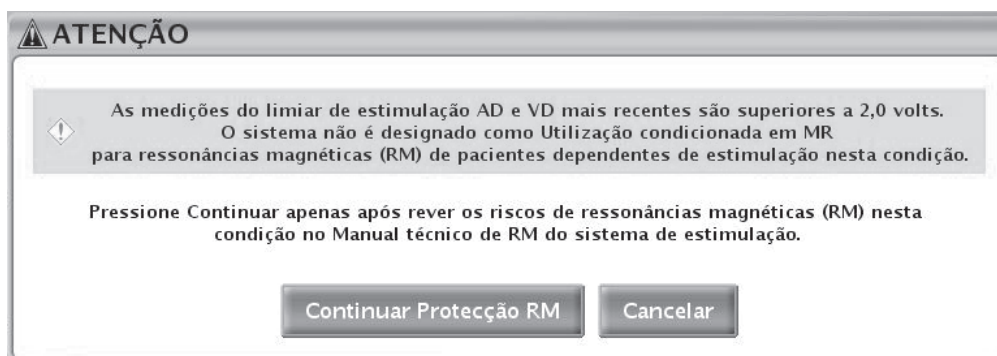 ATENÇÃO
As medições do limiar de estimulação AD e VD mais recentes são superiores a 2,0 volts.
O sistema não é designado como Utilização condicionada em MR
para ressonâncias magnéticas (RM) de pacientes dependentes de estimulação nesta condição.
Pressione Continuar apenas após rever os riscos de ressonâncias magnéticas (RM) nesta
condição no Manual técnico de RM do sistema de estimulação.
Continuar Protecção RM Cancelar